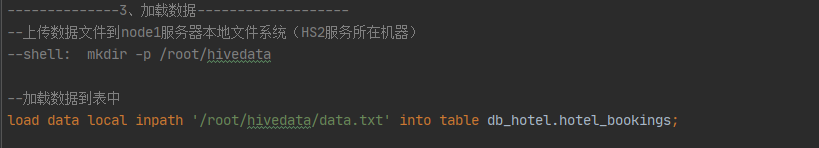 --------------3、加载数据-------------------
--上传数据文件到node1服务器本地文件系统（HS2服务所在机器）
--shell:  mkdir -p /root/hivedata
--加载数据到表中
load data local inpath '/root/hivedata/data.txt' into table db_hotel.hotel_bookings;